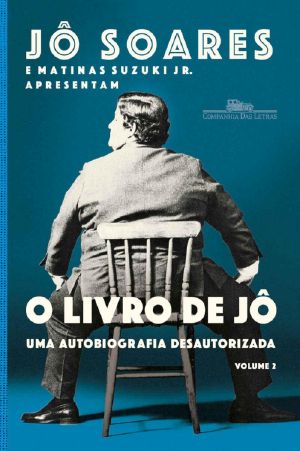 JÔ SOARES
E MATINAS SUZUKI JR.
APRESENTAM
COMPANHIA DAS LETRAS
O LIVRO DE JÔ
UMA AUTOBIOGRAFIA DESAUTORIZADA
VOLUME 2